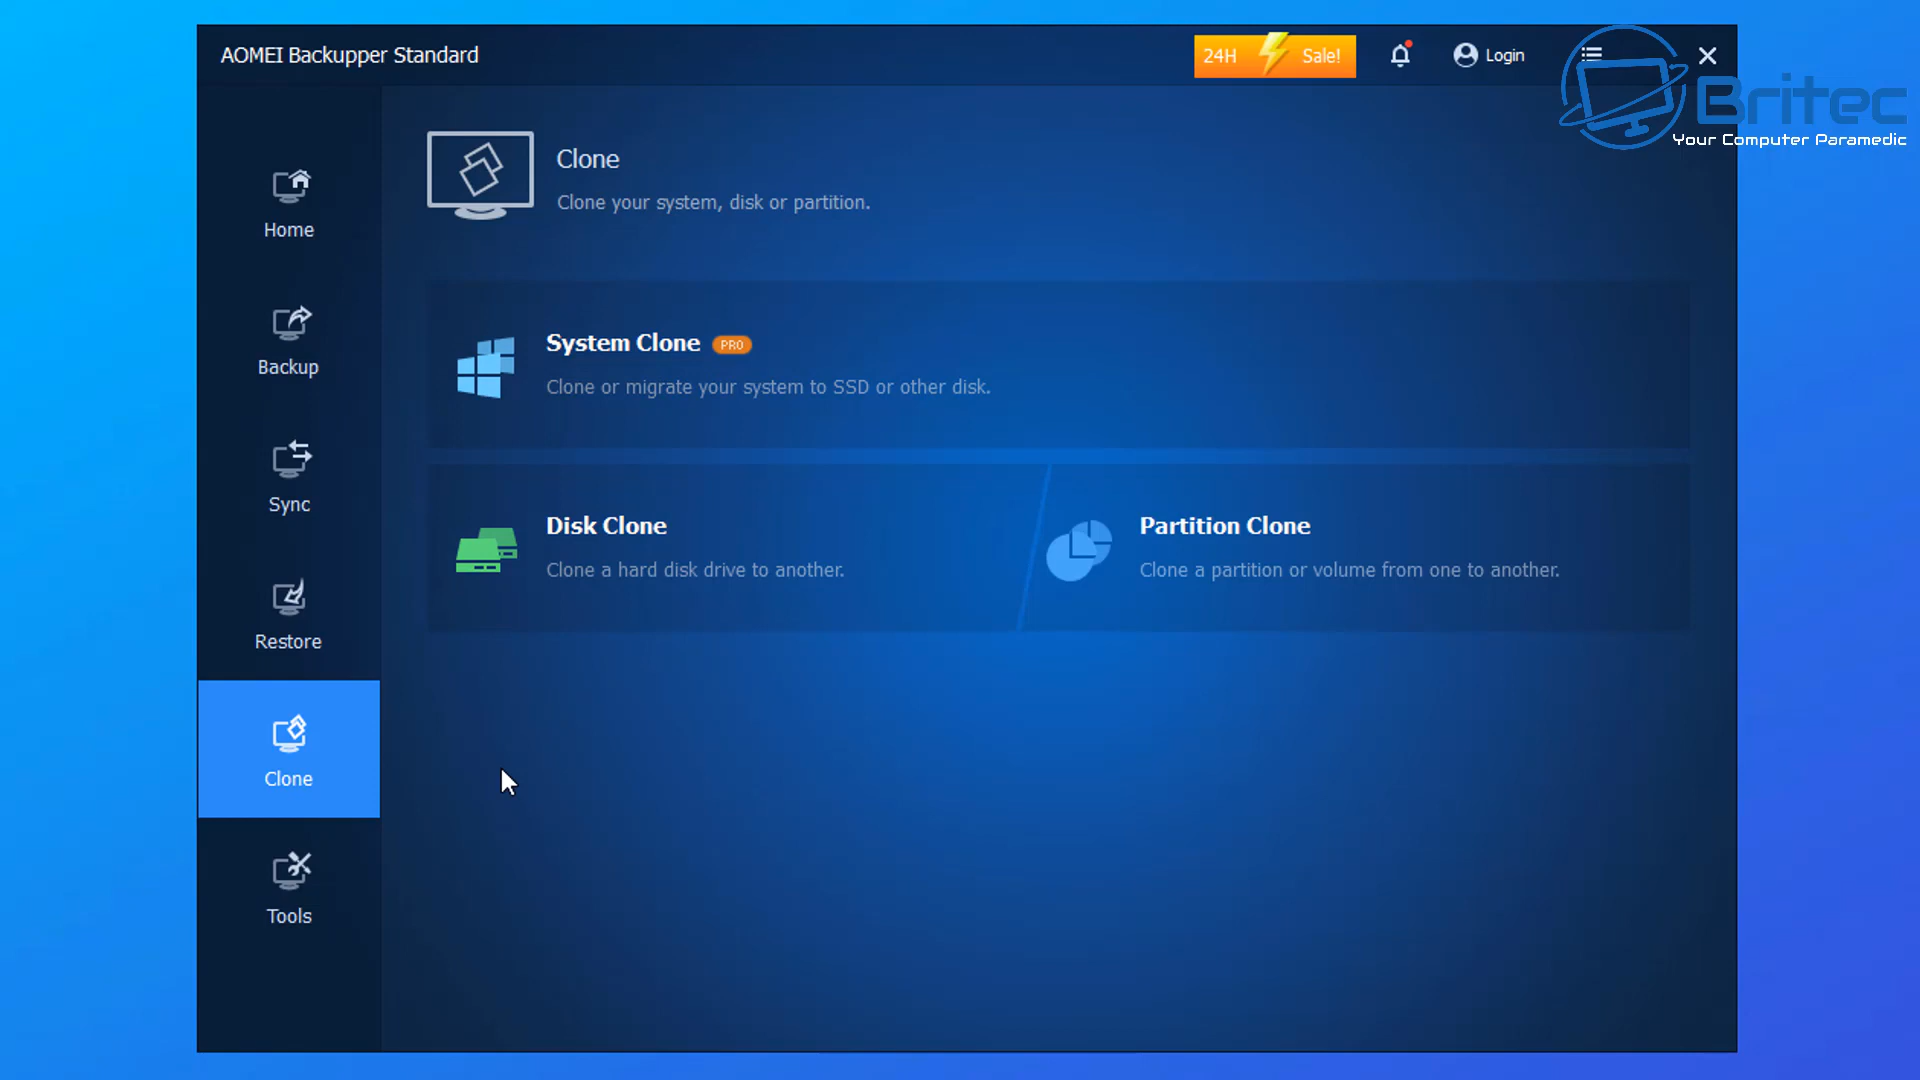 AOMEI Backupper Standard
24H Sale!
Login
Britec
Your Computer Paramedic
Home
Backup
Sync
Restore
Clone
Tools
Clone
Clone your system, disk or partition.
System Clone PRO
Clone or migrate your system to SSD or other disk.
Disk Clone
Clone a hard disk drive to another.
Partition Clone
Clone a partition or volume from one to another.